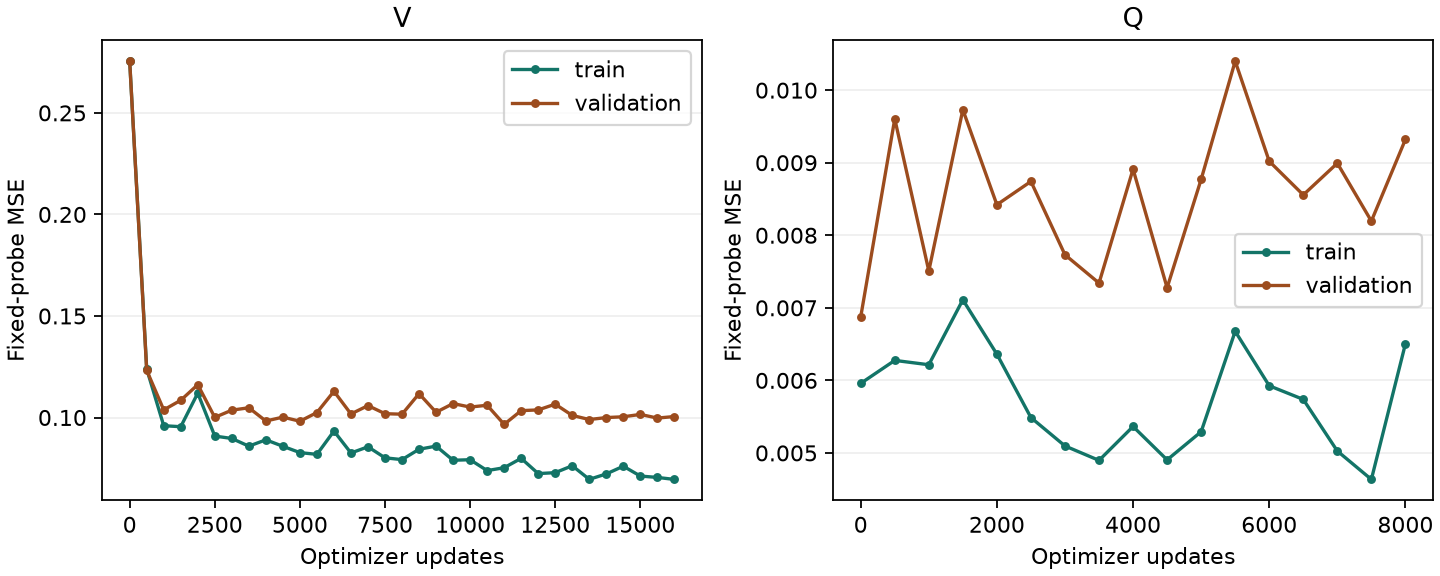 V
Fixed-probe MSE
0.25
0.20
0.15
0.10
train
validation
0 2500 5000 7500 10000 12500 15000
Optimizer updates
Q
Fixed-probe MSE
0.010
0.009
0.008
0.007
0.006
0.005
train
validation
0 2000 4000 6000 8000
Optimizer updates